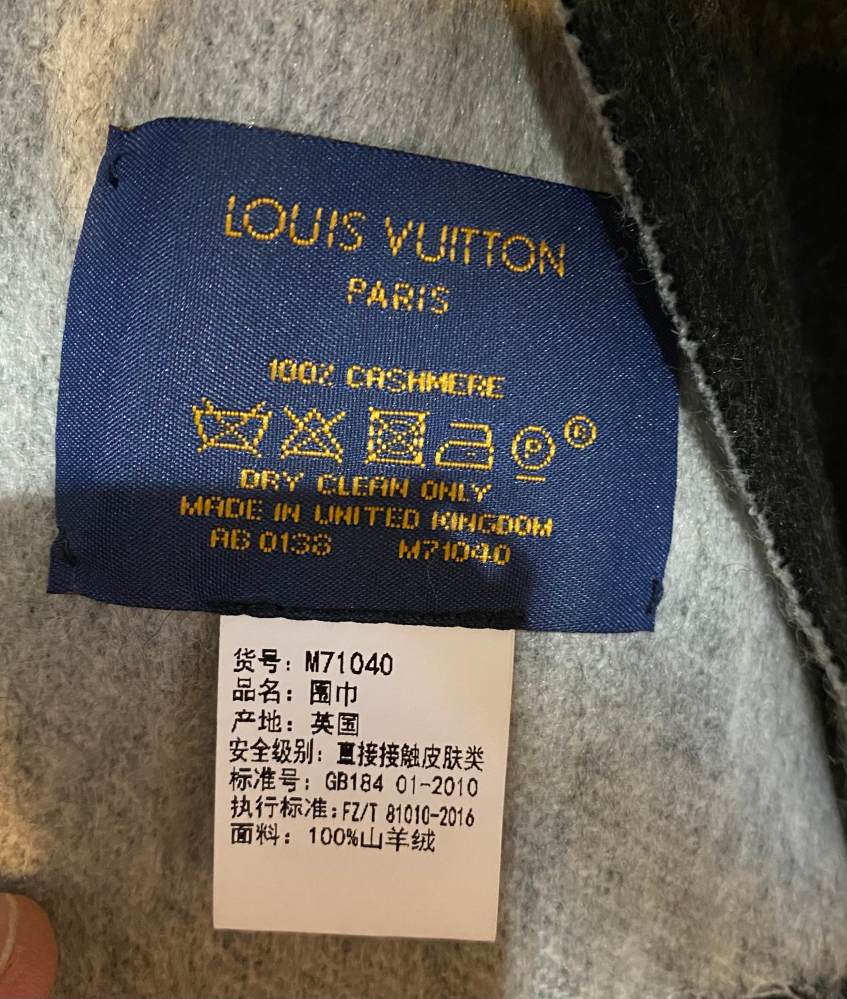 LOUIS VUITTON
PARIS
100% CASHMERE
P R
DRY CLEAN ONLY
MADE IN UNITED KINGDOM
AB 0138 M71040
货号：M71040
品名：围巾
产地：英国
安全级别：直接接触皮肤类
标准号：GB184 01-2010
执行标准：FZ/T 81010-2016
面料：100%山羊绒